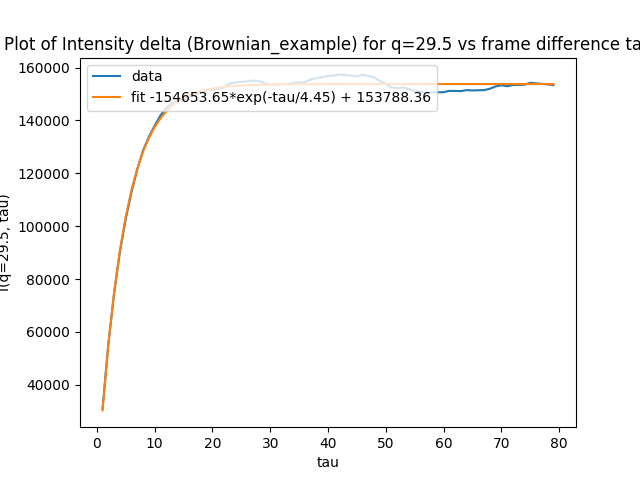 Plot of Intensity delta (Brownian_example) for q=29.5 vs frame difference ta
data
fit -154653.65*exp(-tau/4.45) + 153788.36
160000
140000
120000
100000
80000
60000
40000
I(q=29.5, tau)
0 10 20 30 40 50 60 70 80
tau